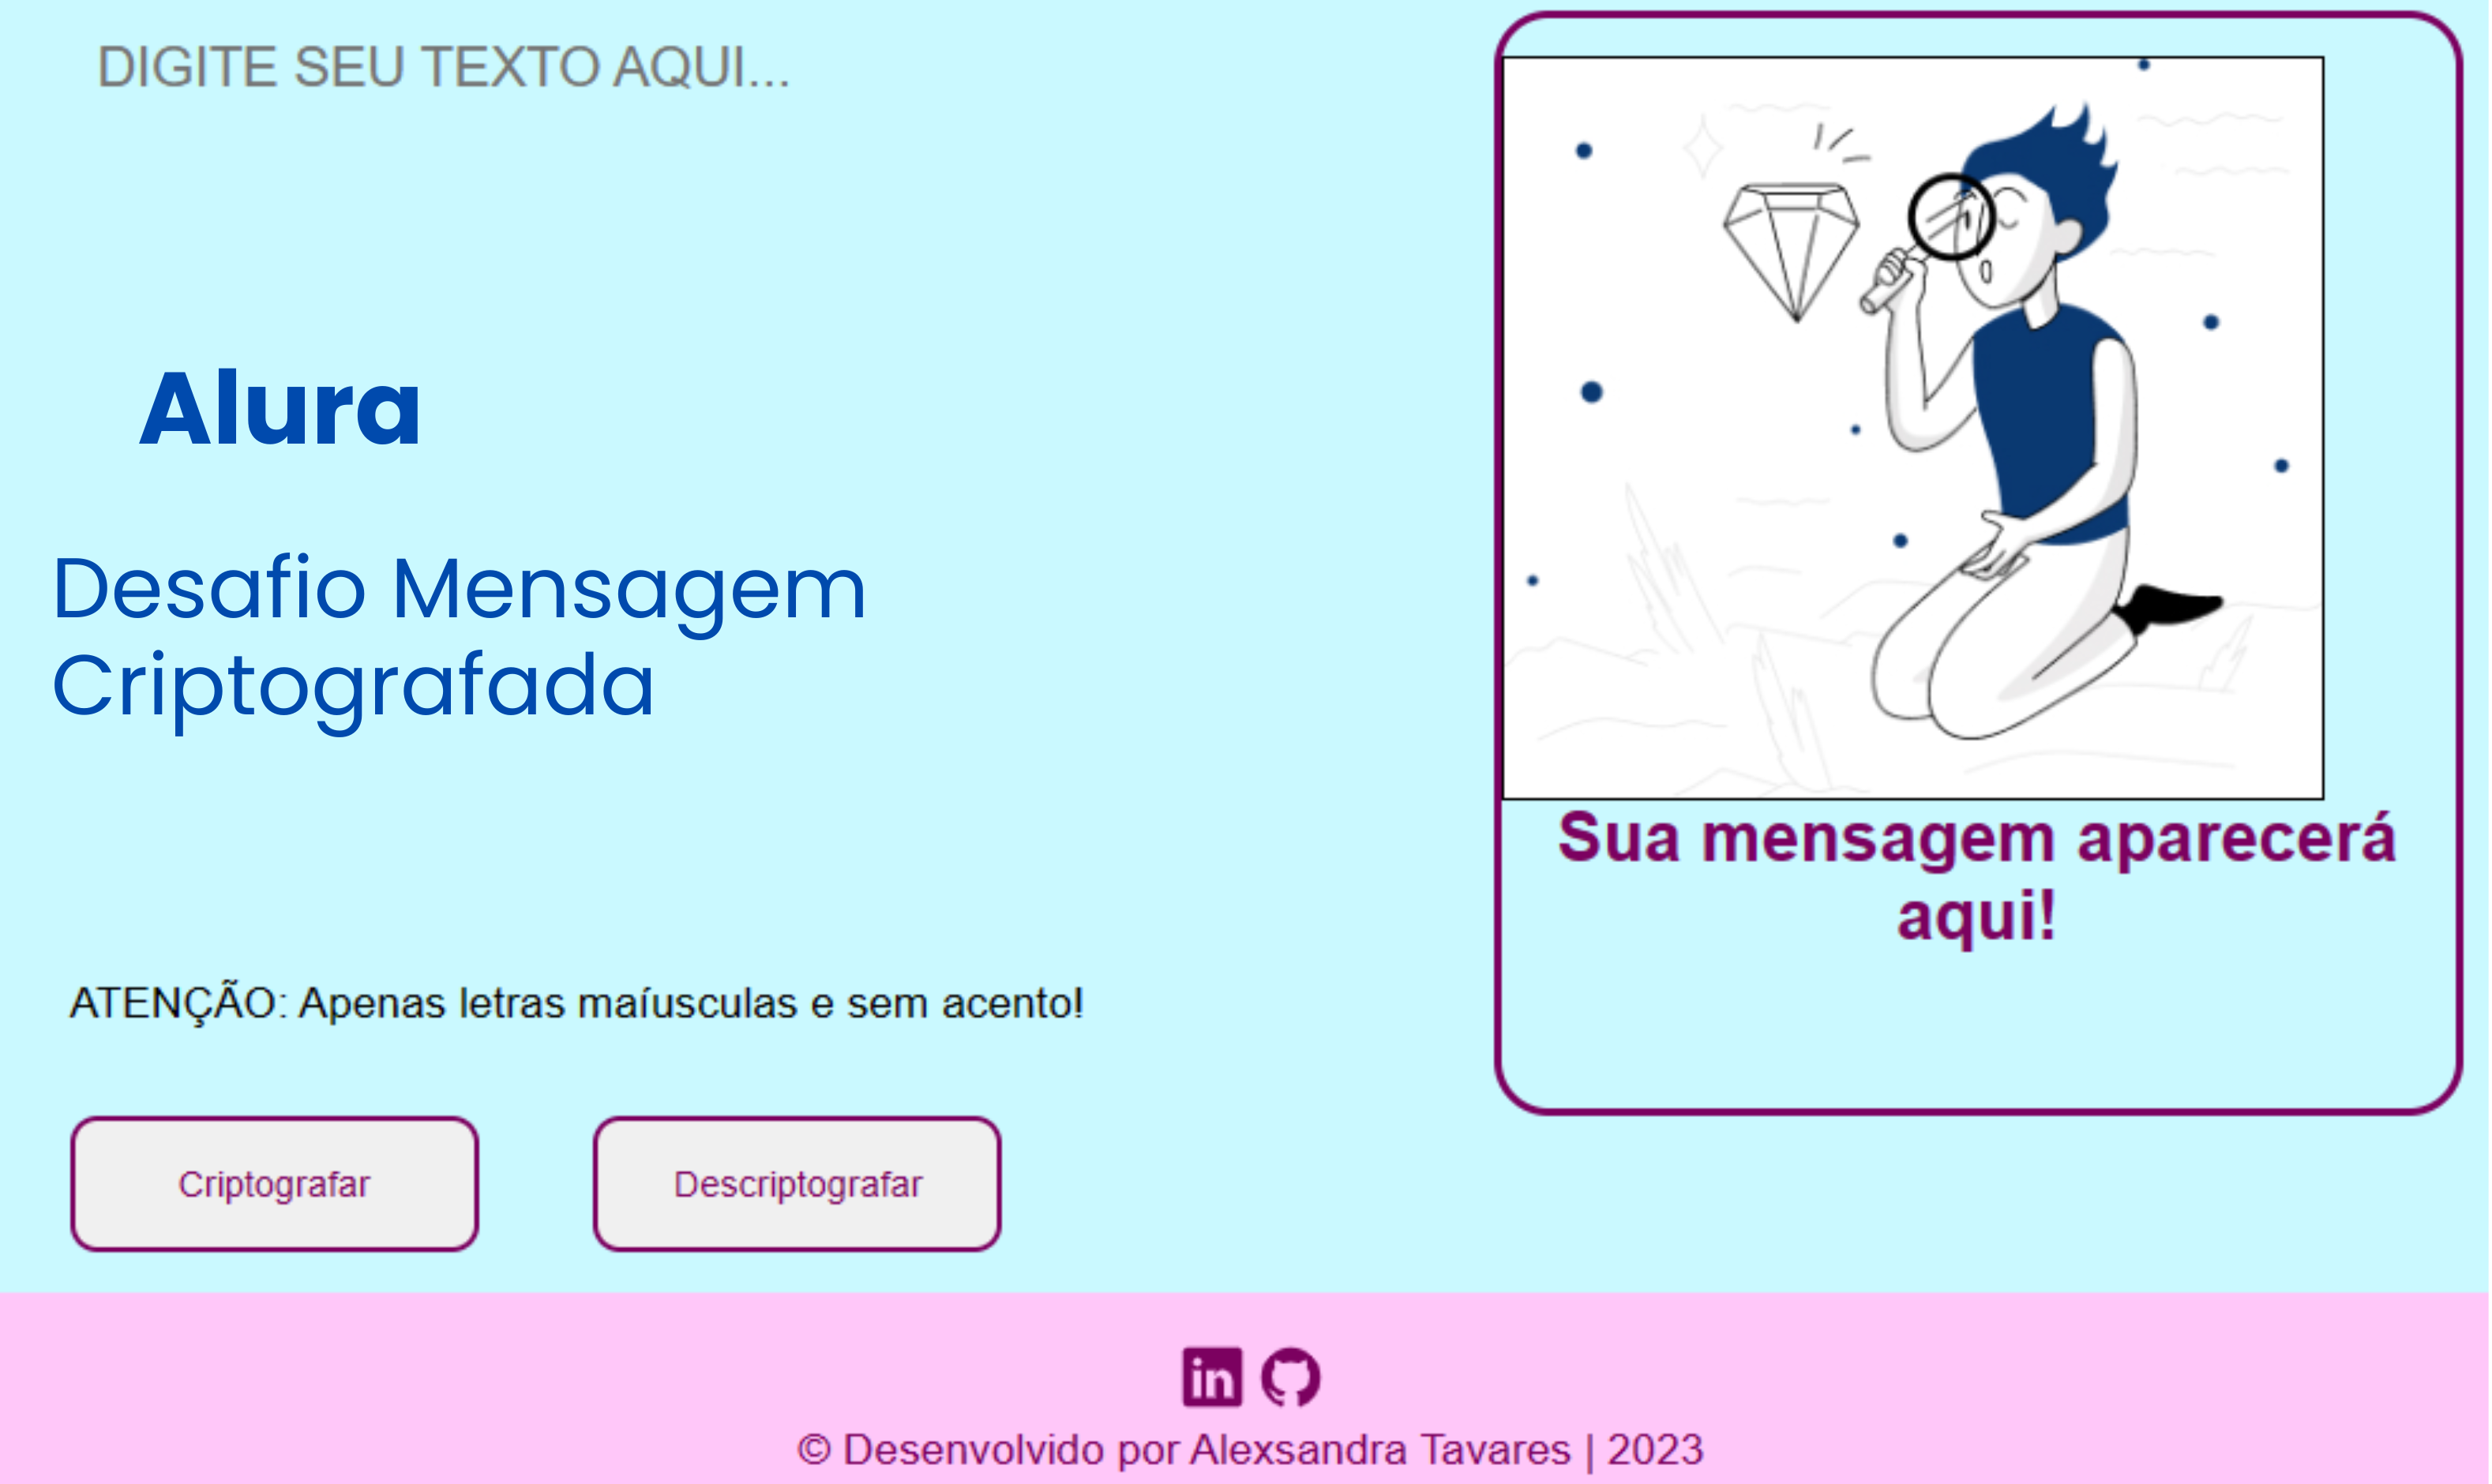 DIGITE SEU TEXTO AQUI...
Alura
Desafio Mensagem
Criptografada
ATENÇÃO: Apenas letras maíusculas e sem acento!
Criptografar
Descriptografar
Sua mensagem aparecerá
aqui!
in
© Desenvolvido por Alexsandra Tavares | 2023